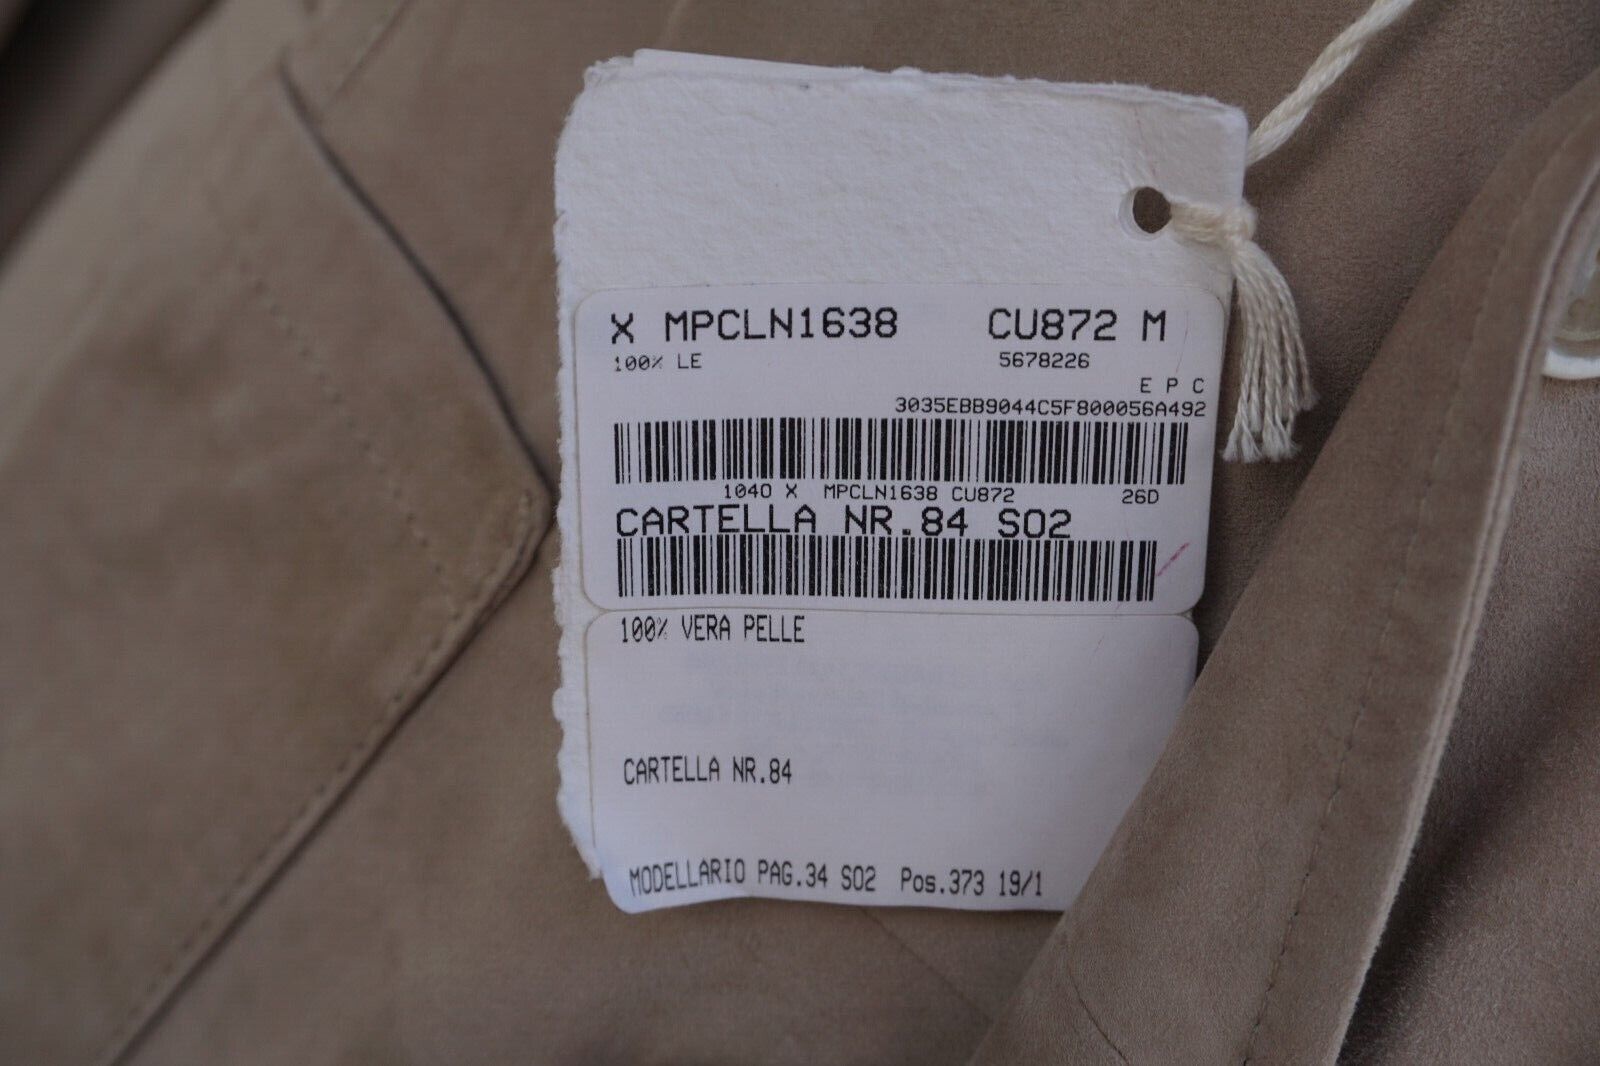 X MPCLN1638 CU872 M
100% LE 5678226
E P C
3035EBB9044C5F800056A492
1040 X MPCLN1638 CU872 26D
CARTELLA NR.84 S02
100% VERA PELLE
CARTELLA NR.84
MODELLARIO PAG.34 S02 Pos.373 19/1